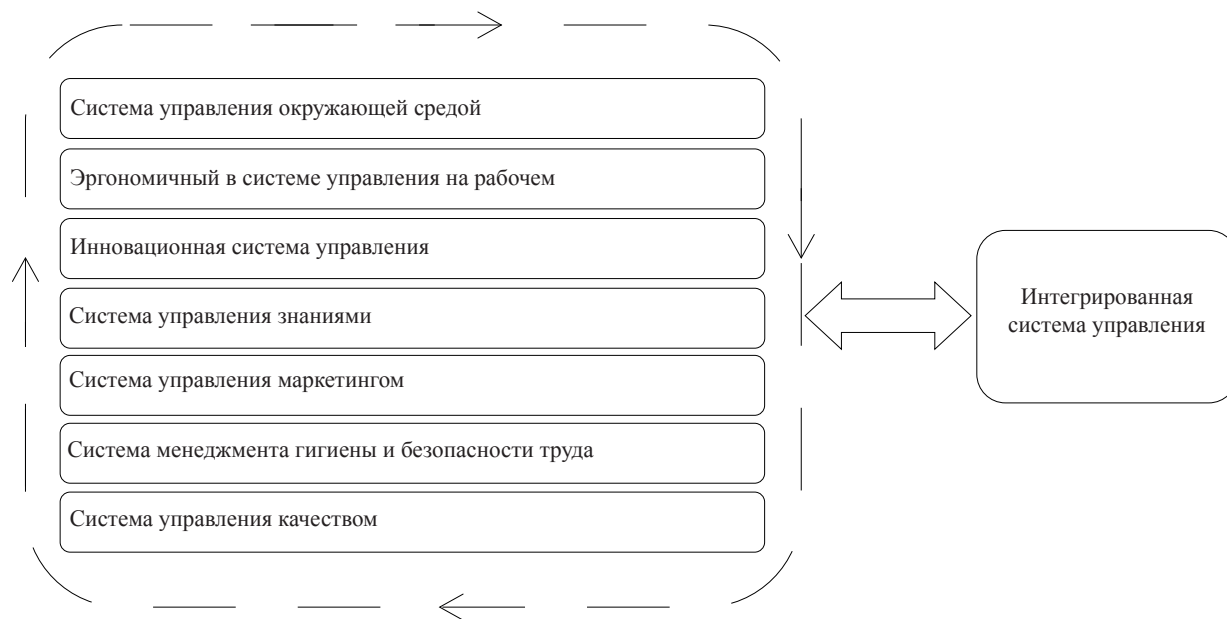 Система управления окружающей средой
Эргономичный в системе управления на рабочем
Инновационная система управления
Система управления знаниями
Система управления маркетингом
Система менеджмента гигиены и безопасности труда
Система управления качеством
Интегрированная
система управления